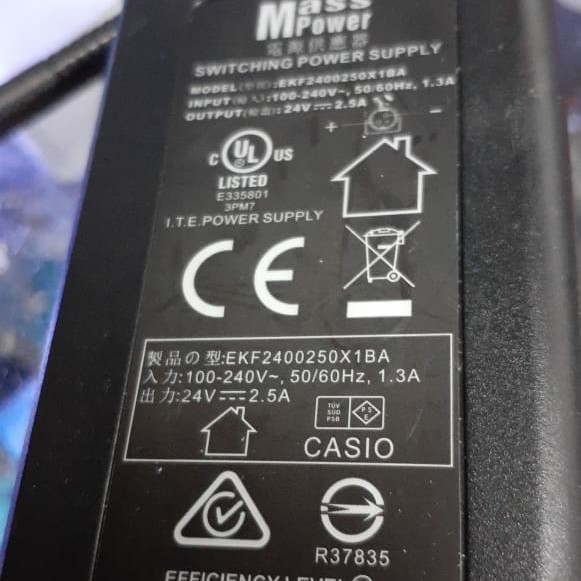 Mass
Power
電源供應器
SWITCHING POWER SUPPLY
MODEL(型號):EKF2400250X1BA
INPUT(輸入):100-240V~, 50/60Hz, 1.3A
OUTPUT(輸出): 24V ⎓ 2.5A
+ −
C UL US
LISTED
E335801
3PM7
I.T.E.POWER SUPPLY
CE
製品の型:EKF2400250X1BA
入力:100-240V~, 50/60Hz, 1.3A
出力:24V ⎓ 2.5A
TÜV
SÜD
PSB
P S
E
CASIO
R37835
EFFICIENCY LEVEL